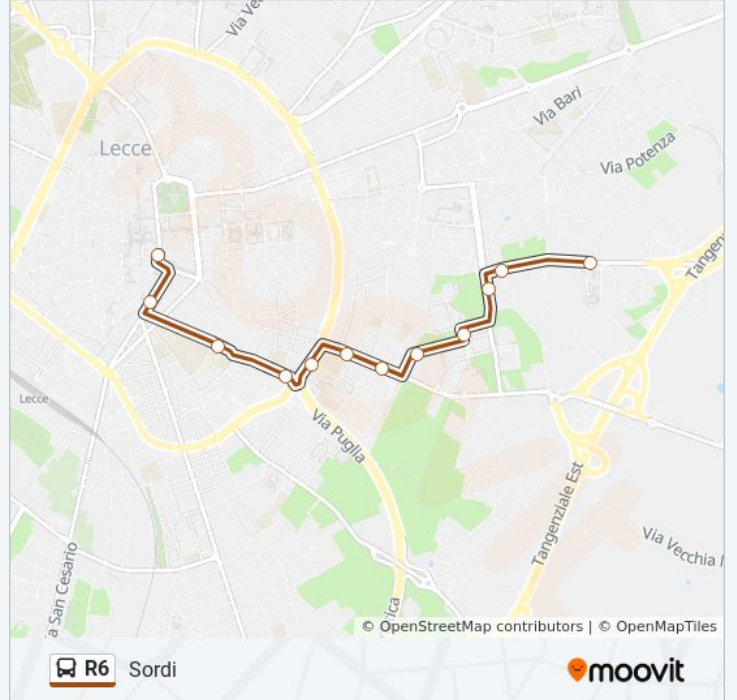 Via Ve
Via Bari
Lecce
Via Potenza
Tangen
Lecce
Via Puglia
Tangenziale Est
Via Vecchia
a San Cesario
rica
© OpenStreetMap contributors | © OpenMapTiles
R6 Sordi
moovit